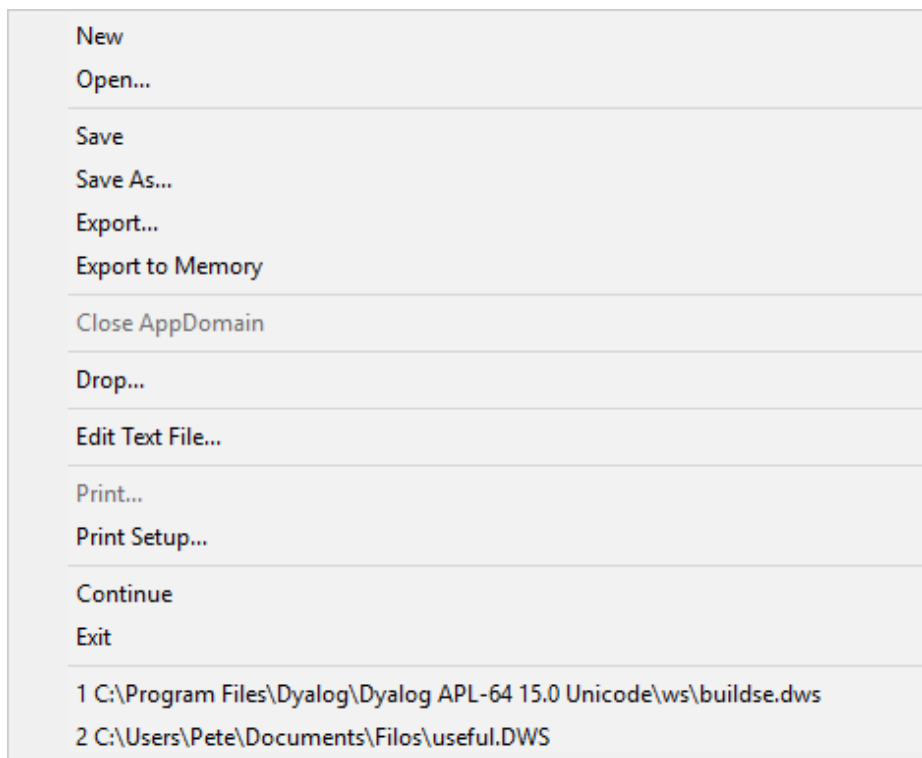 New
Open...
Save
Save As...
Export...
Export to Memory
Close AppDomain
Drop...
Edit Text File...
Print...
Print Setup...
Continue
Exit
1 C:\Program Files\Dyalog\Dyalog APL-64 15.0 Unicode\ws\buildse.dws
2 C:\Users\Pete\Documents\Filos\useful.DWS